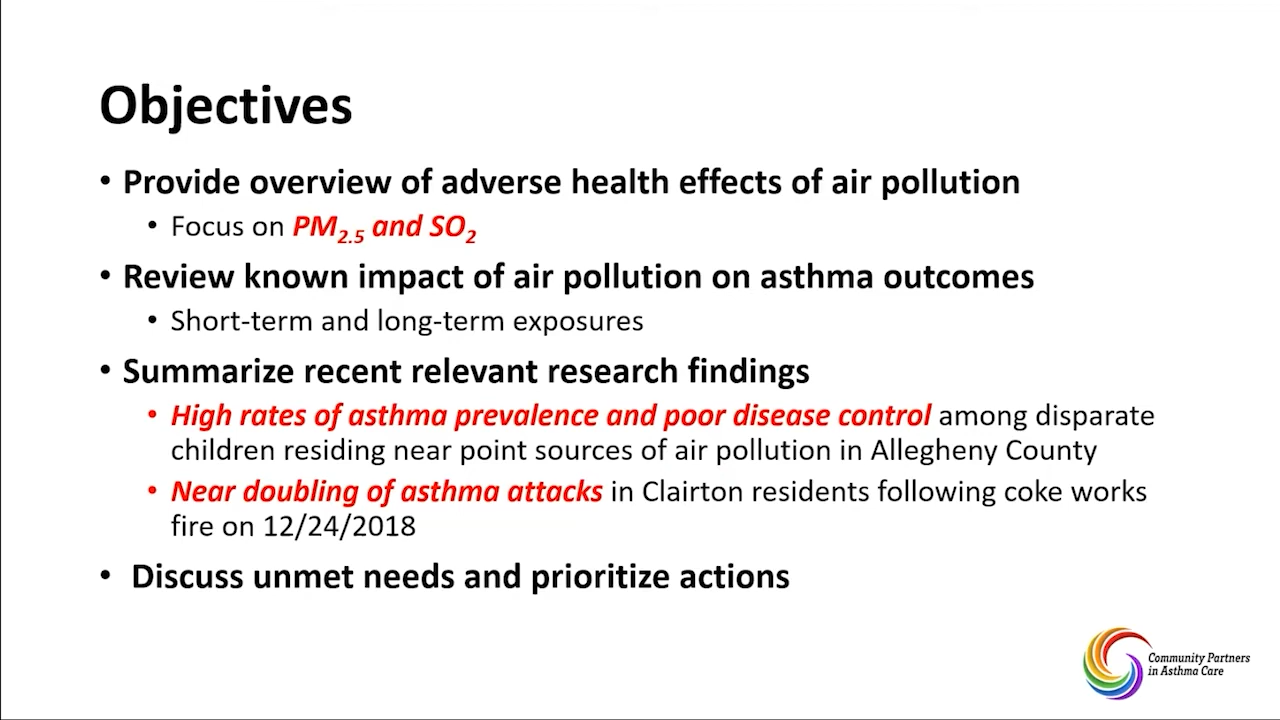 Objectives
• Provide overview of adverse health effects of air pollution
• Focus on PM2.5 and SO2
• Review known impact of air pollution on asthma outcomes
• Short-term and long-term exposures
• Summarize recent relevant research findings
• High rates of asthma prevalence and poor disease control among disparate
children residing near point sources of air pollution in Allegheny County
• Near doubling of asthma attacks in Clairton residents following coke works
fire on 12/24/2018
• Discuss unmet needs and prioritize actions
Community Partners
in Asthma Care